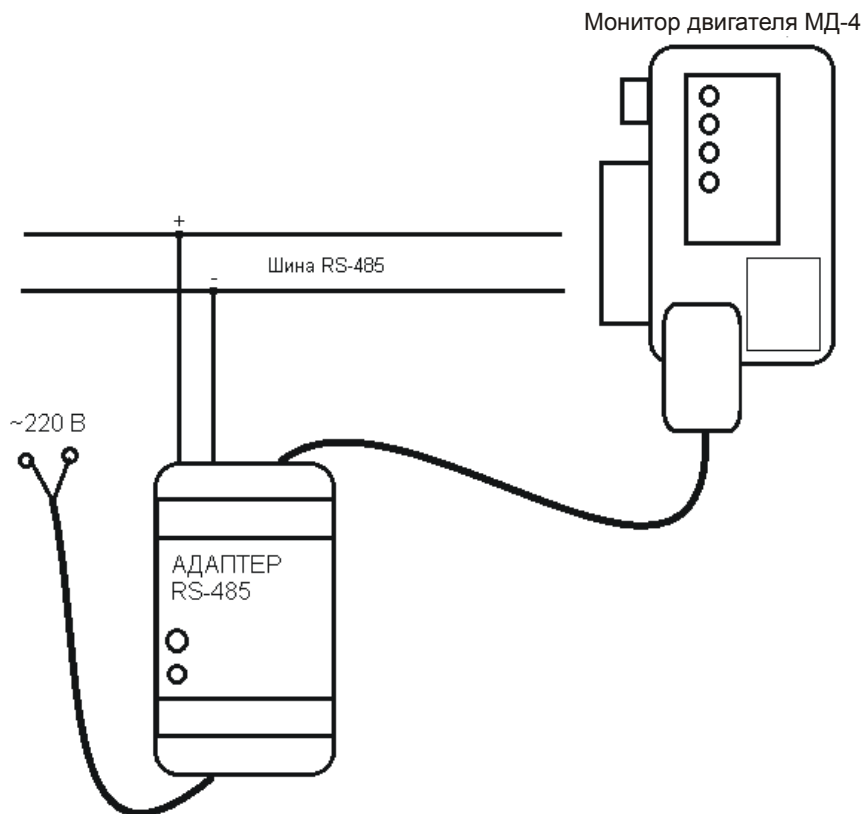 Монитор двигателя МД-4
+
Шина RS-485
-
~220 В
АДАПТЕР
RS-485